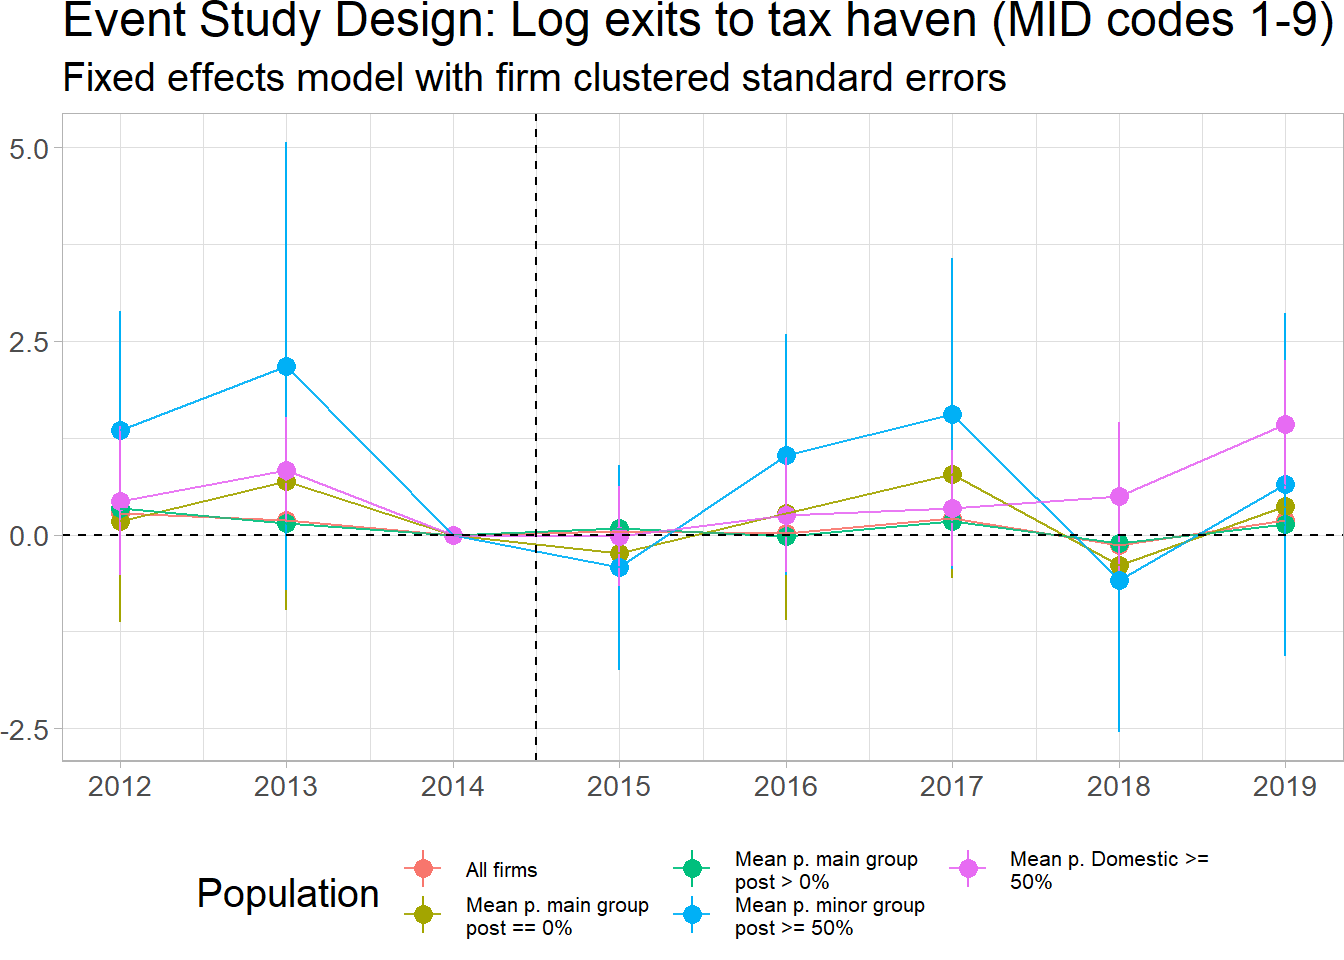 Event Study Design: Log exits to tax haven (MID codes 1-9)
Fixed effects model with firm clustered standard errors
5.0
2.5
0.0
-2.5
2012 2013 2014 2015 2016 2017 2018 2019
Population
All firms
Mean p. main group
post == 0%
Mean p. main group
post > 0%
Mean p. minor group
post >= 50%
Mean p. Domestic >=
50%